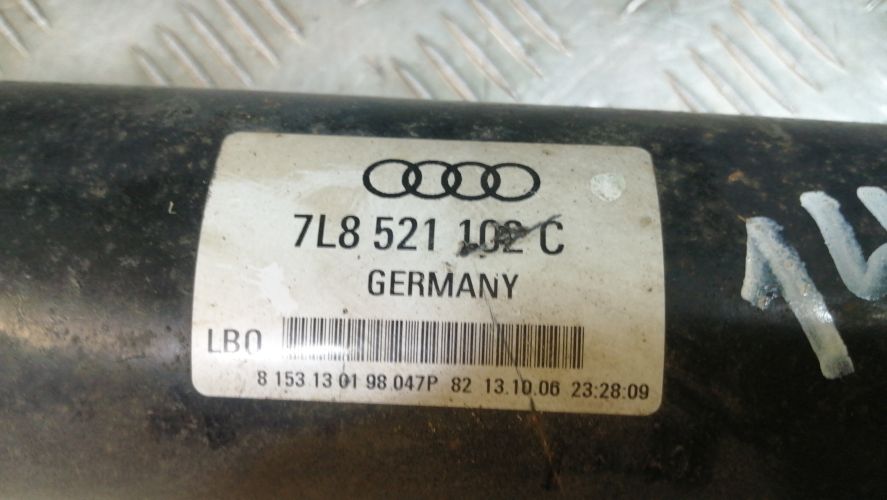 7L8 521 102 C
GERMANY
LBO
8 153 13 01 98 047P 82 13.10.06 23:28:09